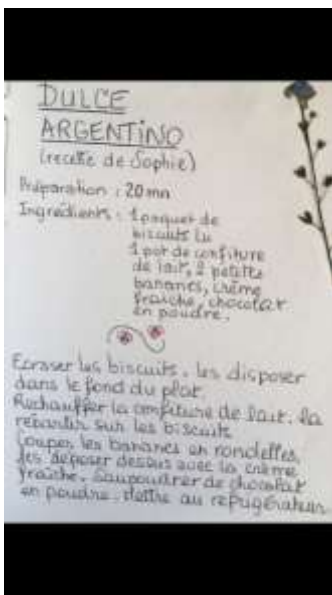 DULCE
ARGENTINO
(recette de Sophie)
Préparation : 20 mn
Ingrédients : 1 paquet de
biscuits Lu
1 pot de confiture
de lait, 2 petites
bananes, crème
fraîche, chocolat
en poudre.
Ecraser les biscuits. les disposer
dans le fond du plat.
Rechauffer la confiture de lait. la
répartir sur les biscuits
Couper les bananes en rondelles,
les déposer dessus avec la crème
fraîche. Saupoudrer de chocolat
en poudre. Mettre au réfrigérateur.